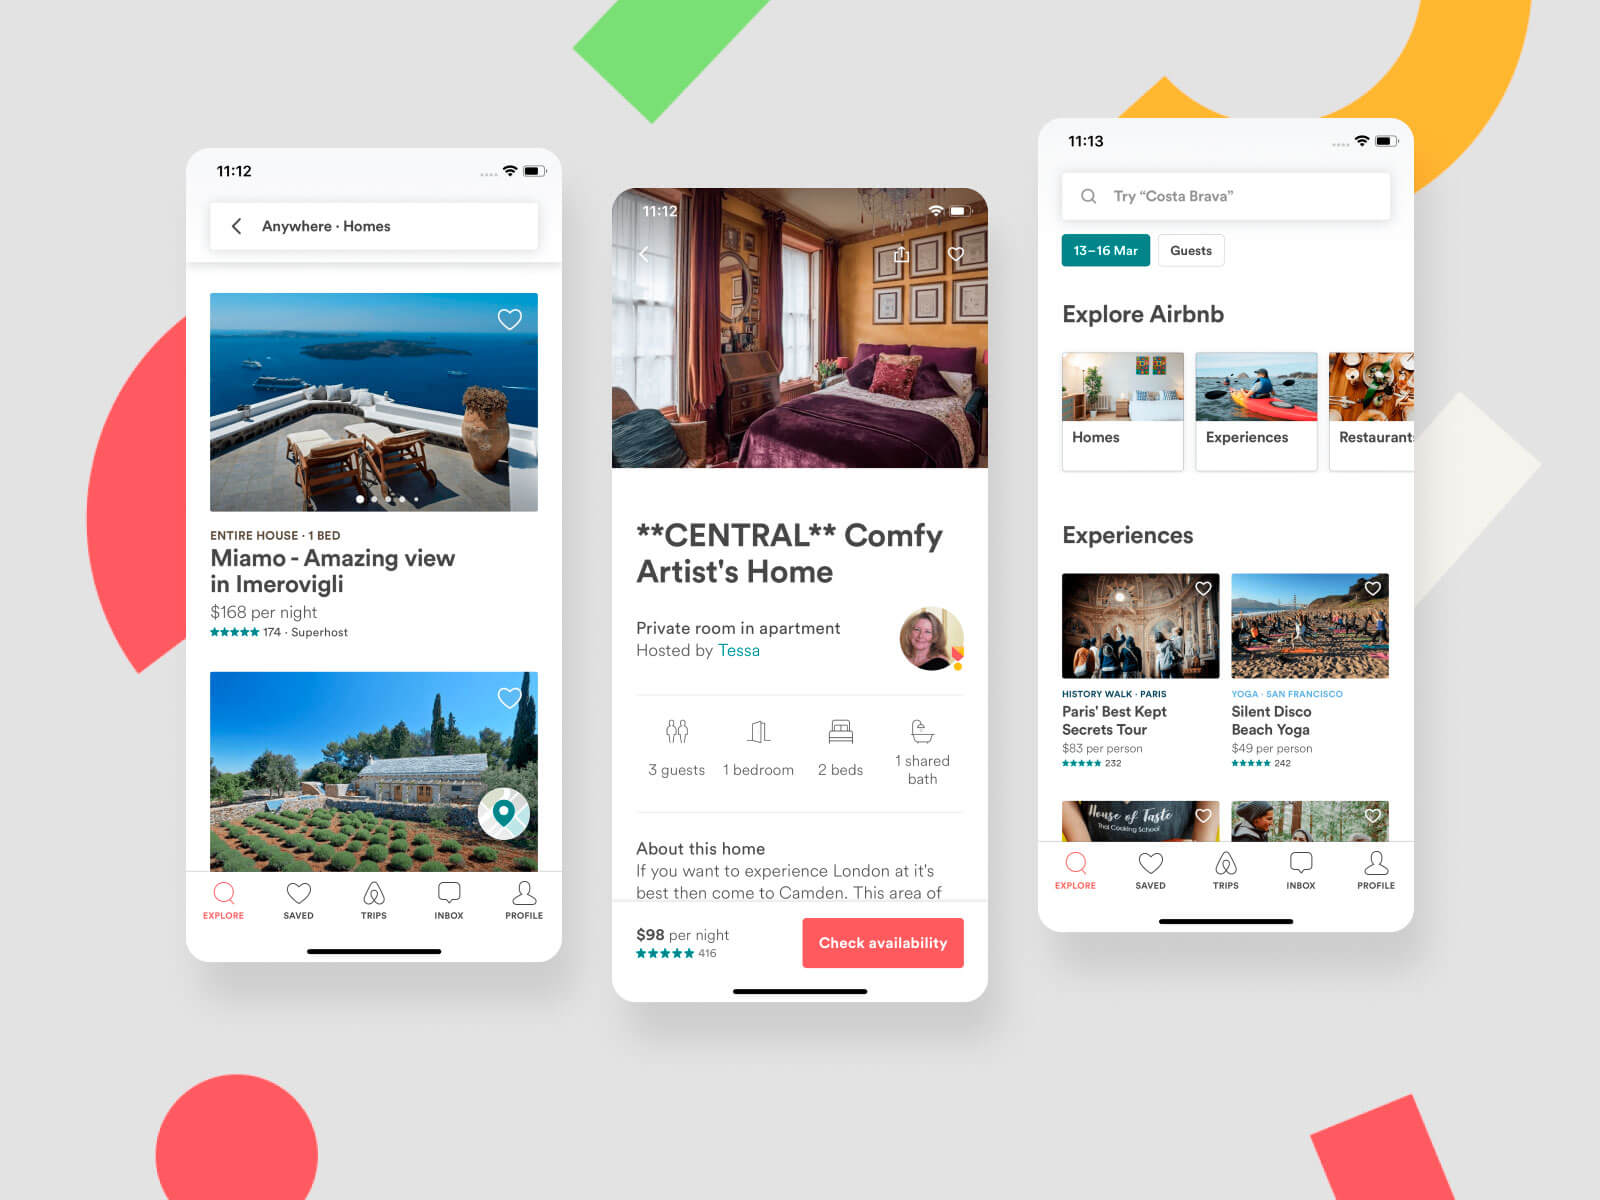 11:12
Anywhere · Homes
ENTIRE HOUSE · 1 BED
Miamo - Amazing view
in Imerovigli
$168 per night
174 · Superhost
EXPLORE
SAVED
TRIPS
INBOX
PROFILE
11:12
**CENTRAL** Comfy
Artist's Home
Private room in apartment
Hosted by Tessa
3 guests
1 bedroom
2 beds
1 shared
bath
About this home
If you want to experience London at it's
best then come to Camden. This area of
$98 per night
416
Check availability
11:13
Try “Costa Brava”
13–16 Mar
Guests
Explore Airbnb
Homes
Experiences
Restaurants
Experiences
HISTORY WALK · PARIS
Paris' Best Kept
Secrets Tour
$83 per person
232
YOGA · SAN FRANCISCO
Silent Disco
Beach Yoga
$49 per person
242
House of Taste
Thai Cooking School
EXPLORE
SAVED
TRIPS
INBOX
PROFILE